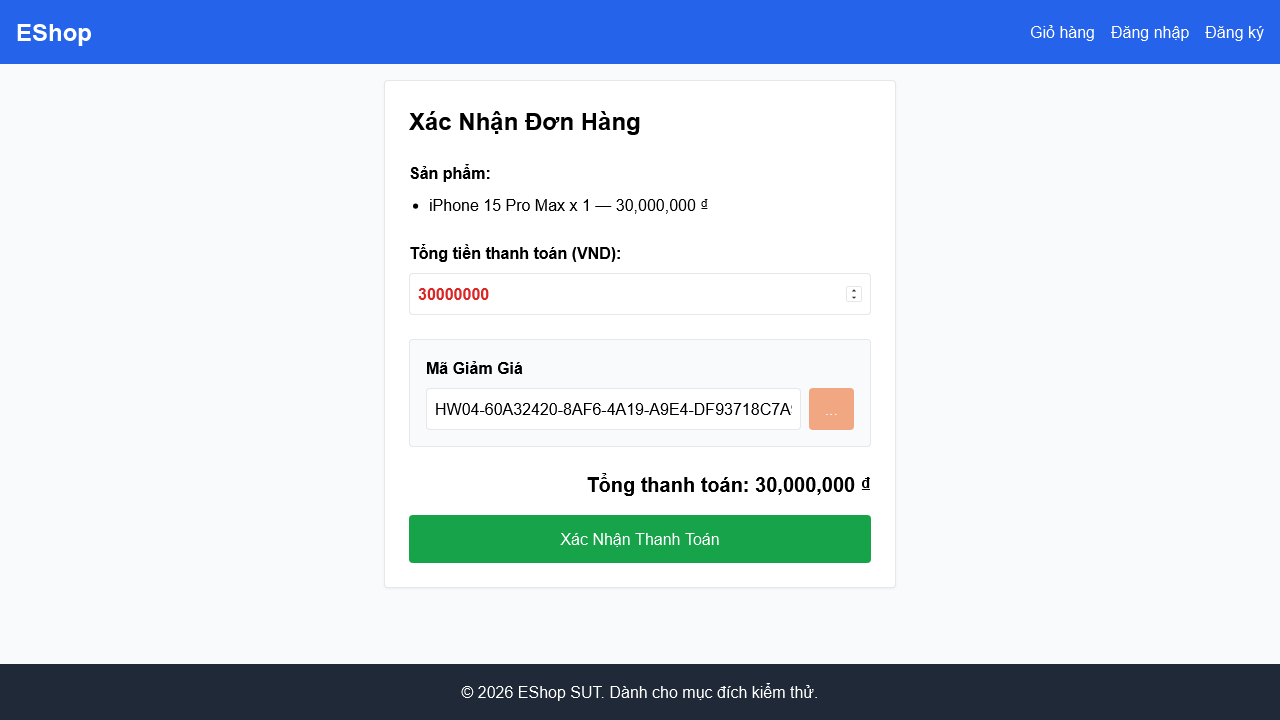 EShop
Giỏ hàng Đăng nhập Đăng ký
Xác Nhận Đơn Hàng
Sản phẩm:
• iPhone 15 Pro Max x 1 — 30,000,000 ₫
Tổng tiền thanh toán (VND):
30000000
Mã Giảm Giá
HW04-60A32420-8AF6-4A19-A9E4-DF93718C7A
...
Tổng thanh toán: 30,000,000 ₫
Xác Nhận Thanh Toán
© 2026 EShop SUT. Dành cho mục đích kiểm thử.